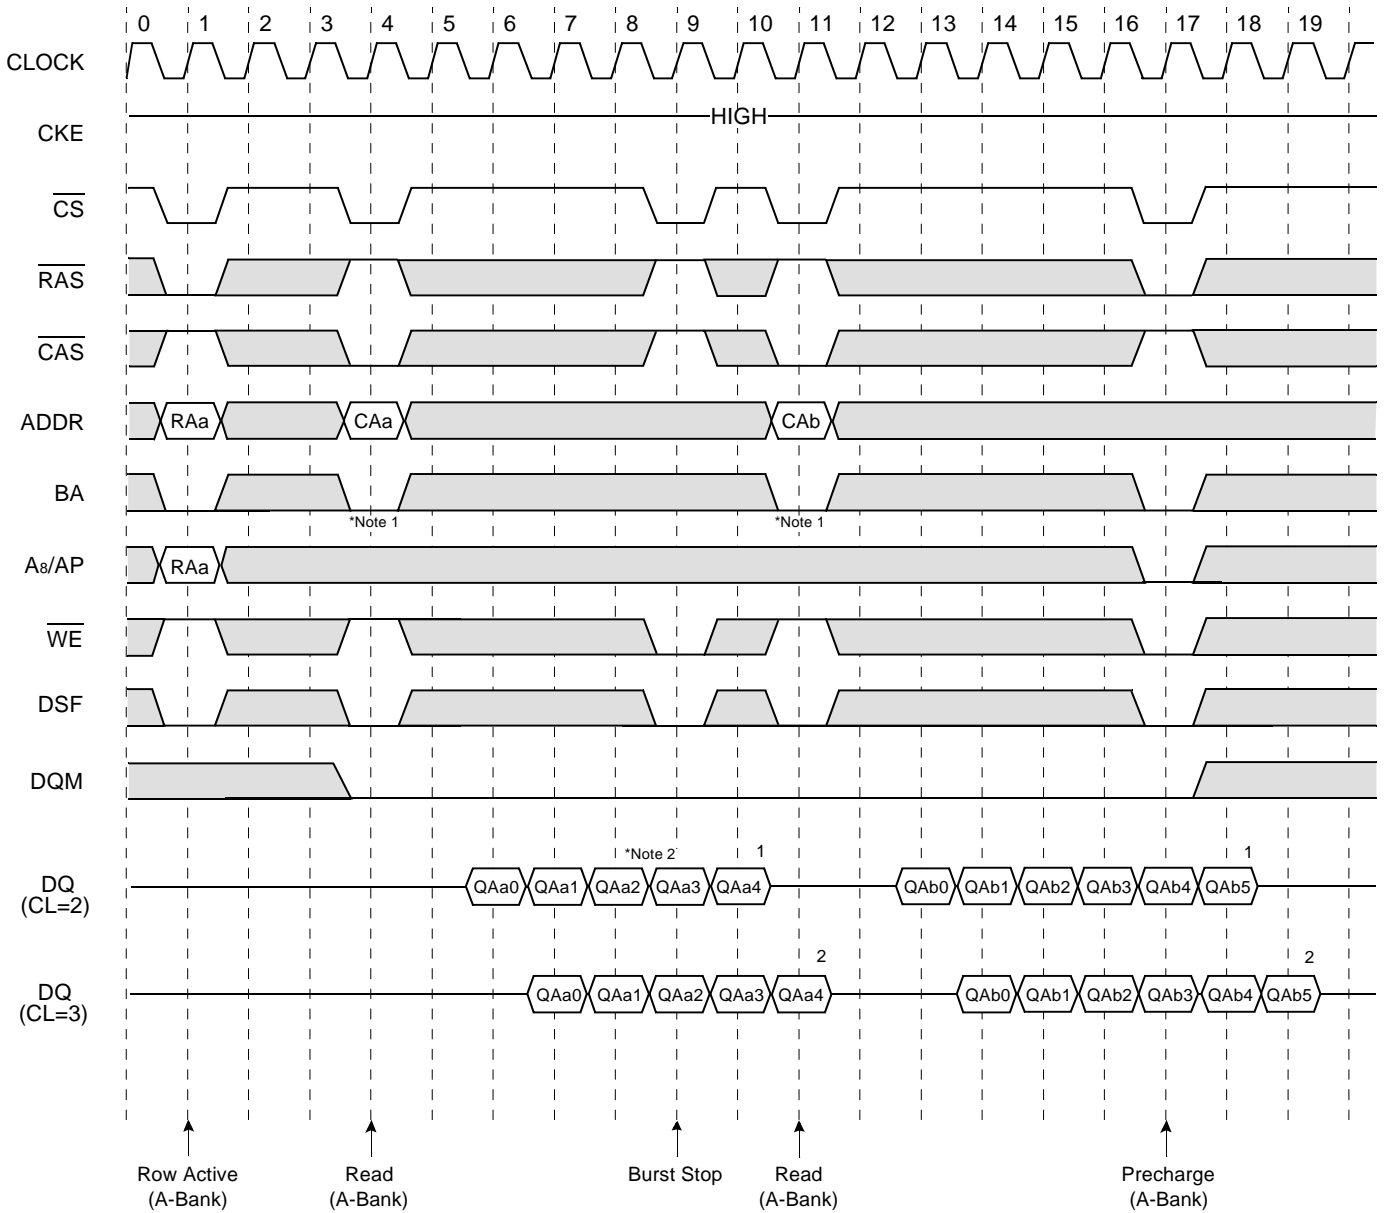 0 1 2 3 4 5 6 7 8 9 10 11 12 13 14 15 16 17 18 19
CLOCK
HIGH
CKE
CS
RAS
CAS
ADDR RAa CAa CAb
BA
*Note 1 *Note 1
A8/AP RAa
WE
DSF
DQM
*Note 2 1 1
DQ
(CL=2)
QAa0 QAa1 QAa2 QAa3 QAa4 QAb0 QAb1 QAb2 QAb3 QAb4 QAb5
2 2
DQ
(CL=3)
QAa0 QAa1 QAa2 QAa3 QAa4 QAb0 QAb1 QAb2 QAb3 QAb4 QAb5
Row Active
(A-Bank)
Read
(A-Bank)
Burst Stop
Read
(A-Bank)
Precharge
(A-Bank)